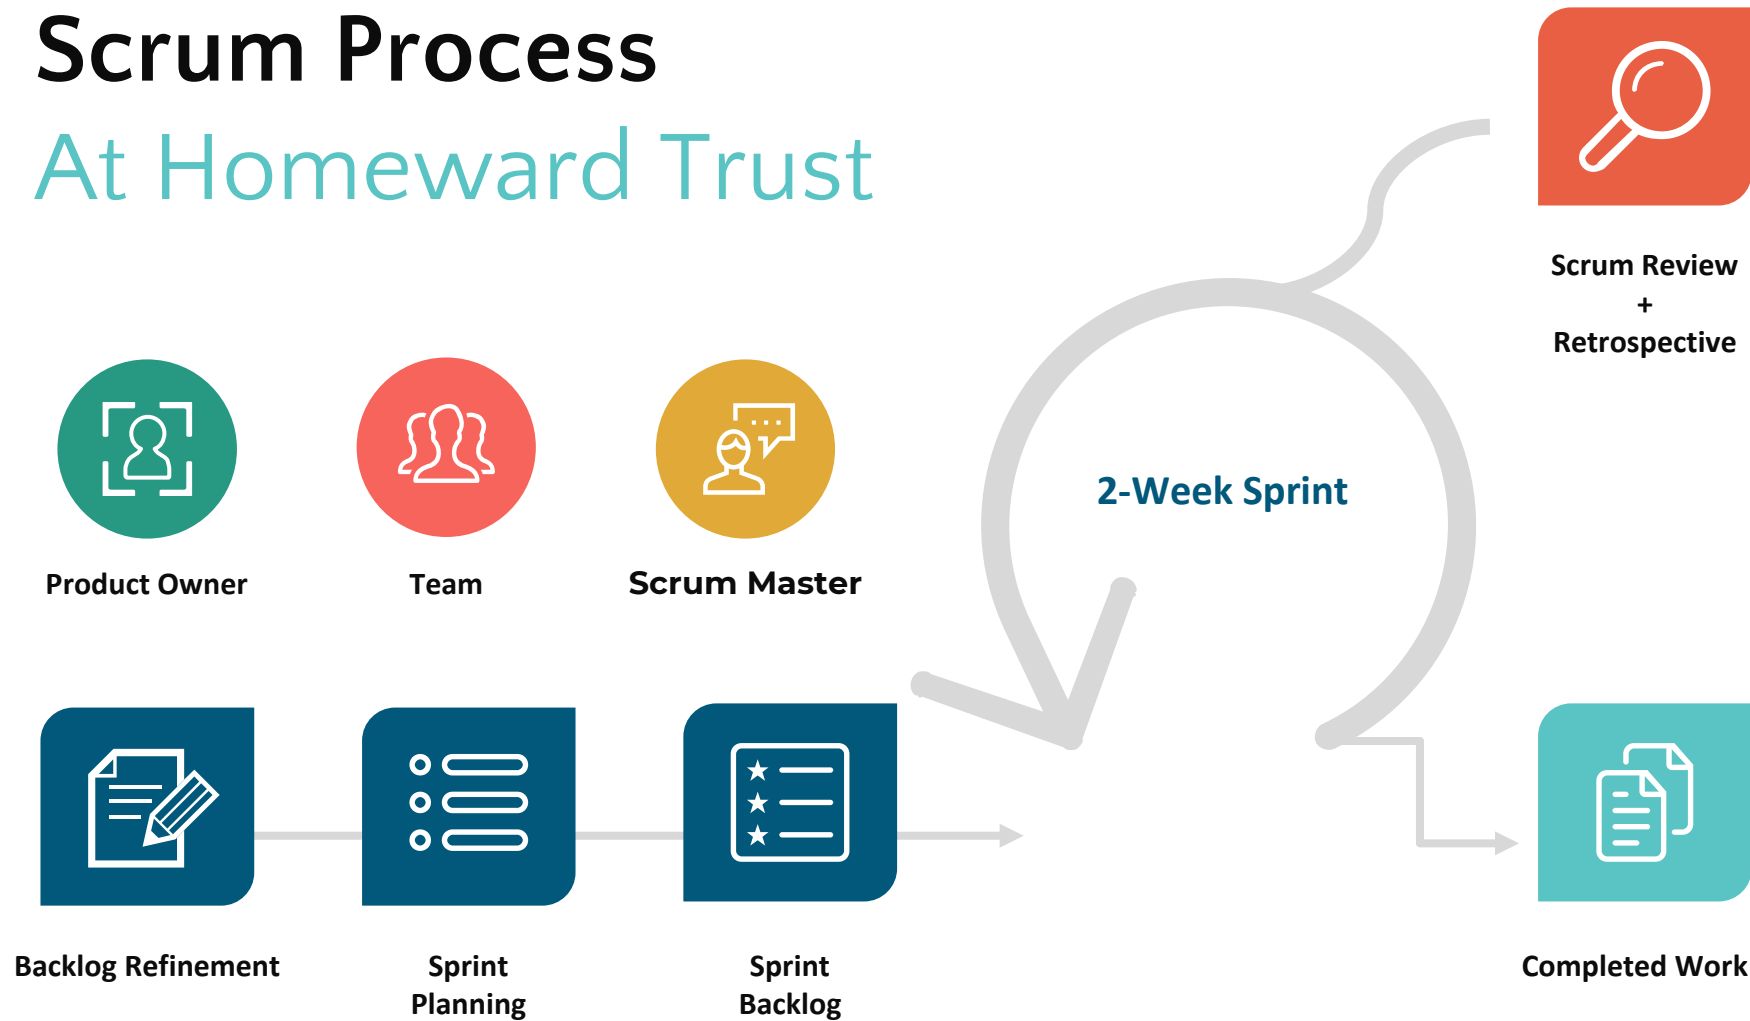 Scrum Process
At Homeward Trust
Scrum Review
+
Retrospective
Product Owner
Team
Scrum Master
2-Week Sprint
Backlog Refinement
Sprint
Planning
Sprint
Backlog
Completed Work